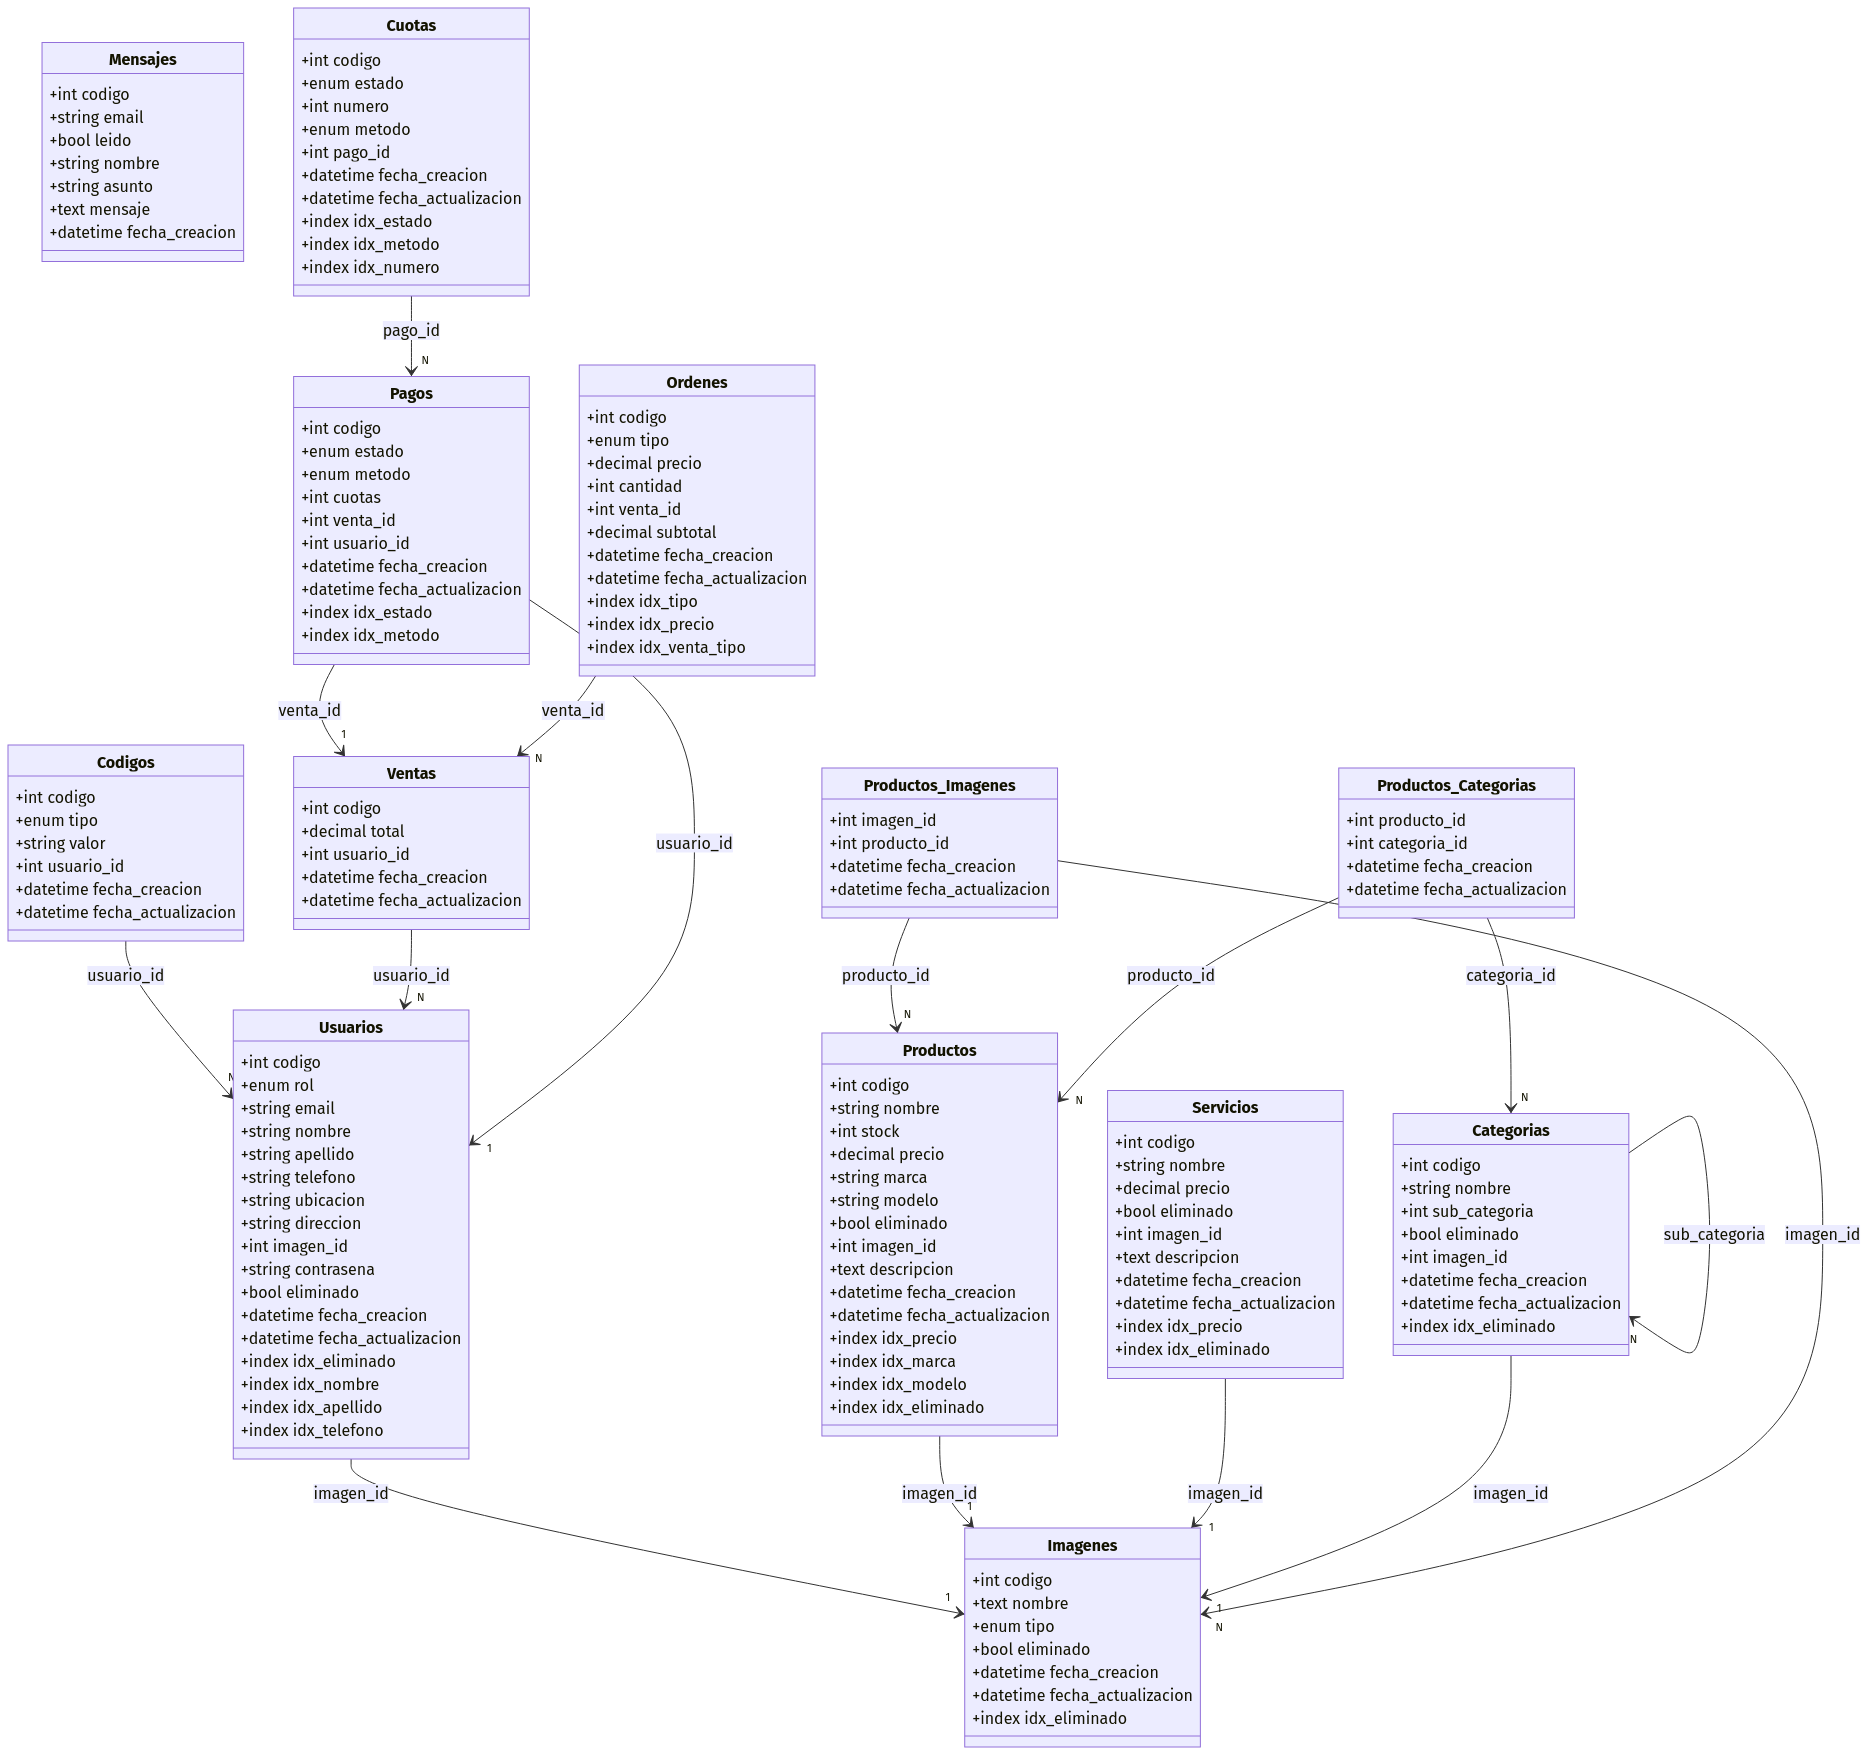 Mensajes
+int codigo
+string email
+bool leido
+string nombre
+string asunto
+text mensaje
+datetime fecha_creacion
Cuotas
+int codigo
+enum estado
+int numero
+enum metodo
+int pago_id
+datetime fecha_creacion
+datetime fecha_actualizacion
+index idx_estado
+index idx_metodo
+index idx_numero
pago_id
N
Pagos
+int codigo
+enum estado
+enum metodo
+int cuotas
+int venta_id
+int usuario_id
+datetime fecha_creacion
+datetime fecha_actualizacion
+index idx_estado
+index idx_metodo
Ordenes
+int codigo
+enum tipo
+decimal precio
+int cantidad
+int venta_id
+decimal subtotal
+datetime fecha_creacion
+datetime fecha_actualizacion
+index idx_tipo
+index idx_precio
+index idx_venta_tipo
venta_id
1
venta_id
N
usuario_id
1
Codigos
+int codigo
+enum tipo
+string valor
+int usuario_id
+datetime fecha_creacion
+datetime fecha_actualizacion
Ventas
+int codigo
+decimal total
+int usuario_id
+datetime fecha_creacion
+datetime fecha_actualizacion
Productos_Imagenes
+int imagen_id
+int producto_id
+datetime fecha_creacion
+datetime fecha_actualizacion
Productos_Categorias
+int producto_id
+int categoria_id
+datetime fecha_creacion
+datetime fecha_actualizacion
usuario_id
N
usuario_id
N
producto_id
N
producto_id
N
categoria_id
N
Usuarios
+int codigo
+enum rol
+string email
+string nombre
+string apellido
+string telefono
+string ubicacion
+string direccion
+int imagen_id
+string contrasena
+bool eliminado
+datetime fecha_creacion
+datetime fecha_actualizacion
+index idx_eliminado
+index idx_nombre
+index idx_apellido
+index idx_telefono
Productos
+int codigo
+string nombre
+int stock
+decimal precio
+string marca
+string modelo
+bool eliminado
+int imagen_id
+text descripcion
+datetime fecha_creacion
+datetime fecha_actualizacion
+index idx_precio
+index idx_marca
+index idx_modelo
+index idx_eliminado
Servicios
+int codigo
+string nombre
+decimal precio
+bool eliminado
+int imagen_id
+text descripcion
+datetime fecha_creacion
+datetime fecha_actualizacion
+index idx_precio
+index idx_eliminado
Categorias
+int codigo
+string nombre
+int sub_categoria
+bool eliminado
+int imagen_id
+datetime fecha_creacion
+datetime fecha_actualizacion
+index idx_eliminado
sub_categoria
N
imagen_id
imagen_id
1
imagen_id
1
imagen_id
1
imagen_id
1
N
Imagenes
+int codigo
+text nombre
+enum tipo
+bool eliminado
+datetime fecha_creacion
+datetime fecha_actualizacion
+index idx_eliminado